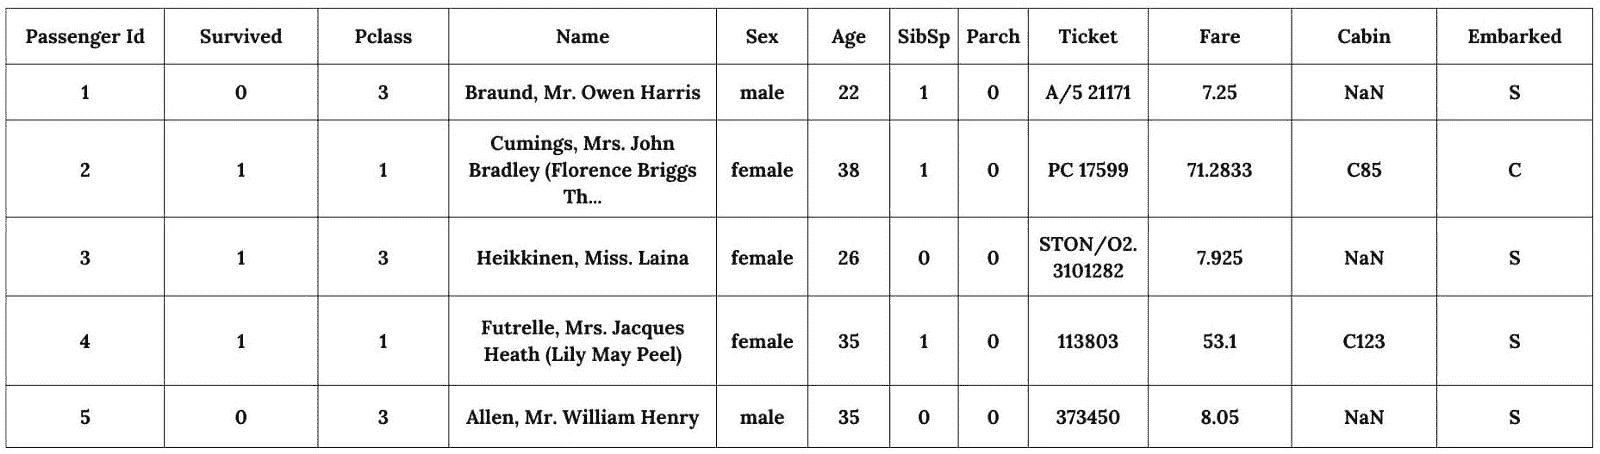 Passenger Id Survived Pclass Name Sex Age SibSp Parch Ticket Fare Cabin Embarked
1 0 3 Braund, Mr. Owen Harris male 22 1 0 A/5 21171 7.25 NaN S
2 1 1 Cumings, Mrs. John
Bradley (Florence Briggs
Th... female 38 1 0 PC 17599 71.2833 C85 C
3 1 3 Heikkinen, Miss. Laina female 26 0 0 STON/O2.
3101282 7.925 NaN S
4 1 1 Futrelle, Mrs. Jacques
Heath (Lily May Peel) female 35 1 0 113803 53.1 C123 S
5 0 3 Allen, Mr. William Henry male 35 0 0 373450 8.05 NaN S